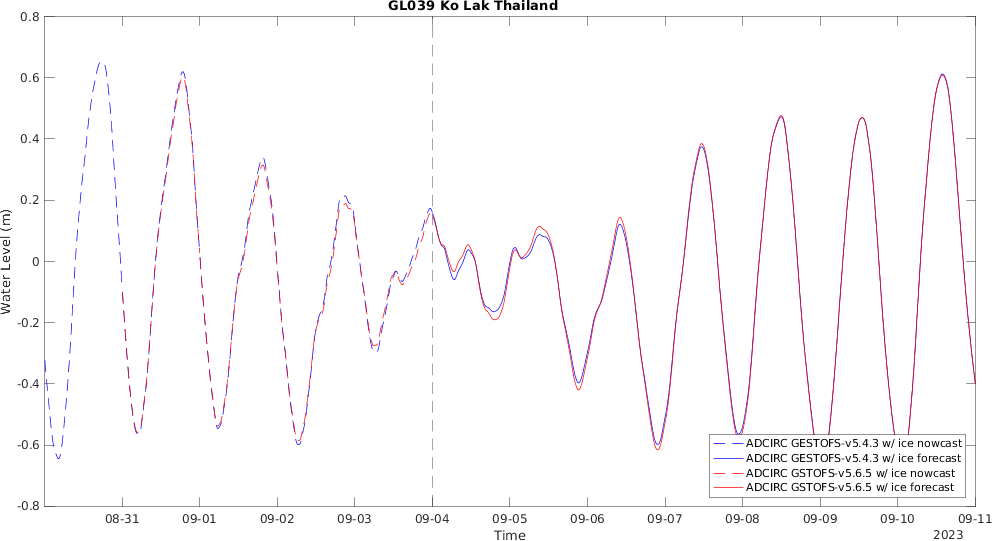 GL039 Ko Lak Thailand
0.8
0.6
0.4
0.2
0
-0.2
-0.4
-0.6
-0.8
Water Level (m)
08-31 09-01 09-02 09-03 09-04 09-05 09-06 09-07 09-08 09-09 09-10 09-11
Time
2023
ADCIRC GESTOFS-v5.4.3 w/ ice nowcast
ADCIRC GESTOFS-v5.4.3 w/ ice forecast
ADCIRC GSTOFS-v5.6.5 w/ ice nowcast
ADCIRC GSTOFS-v5.6.5 w/ ice forecast